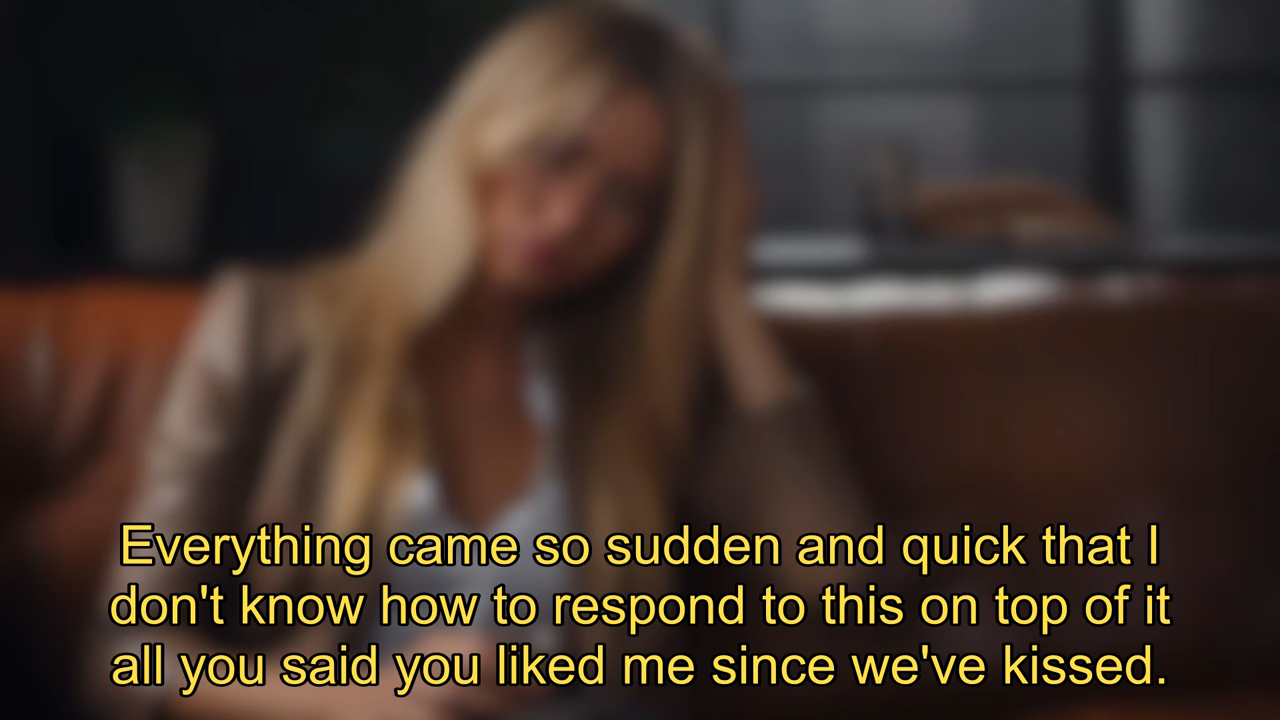 Everything came so sudden and quick that I
don't know how to respond to this on top of it
all you said you liked me since we've kissed.